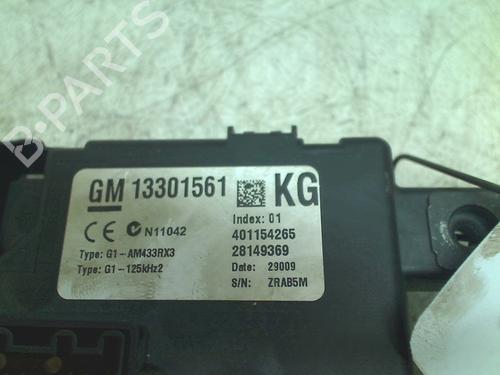 B-PARTS
GM 13301561 KG
Index: 01
CE N11042 401154265
Type: G1-AM433RX3 28149369
Type: G1-125kHz2 Date: 29009
S/N: ZRAB5M